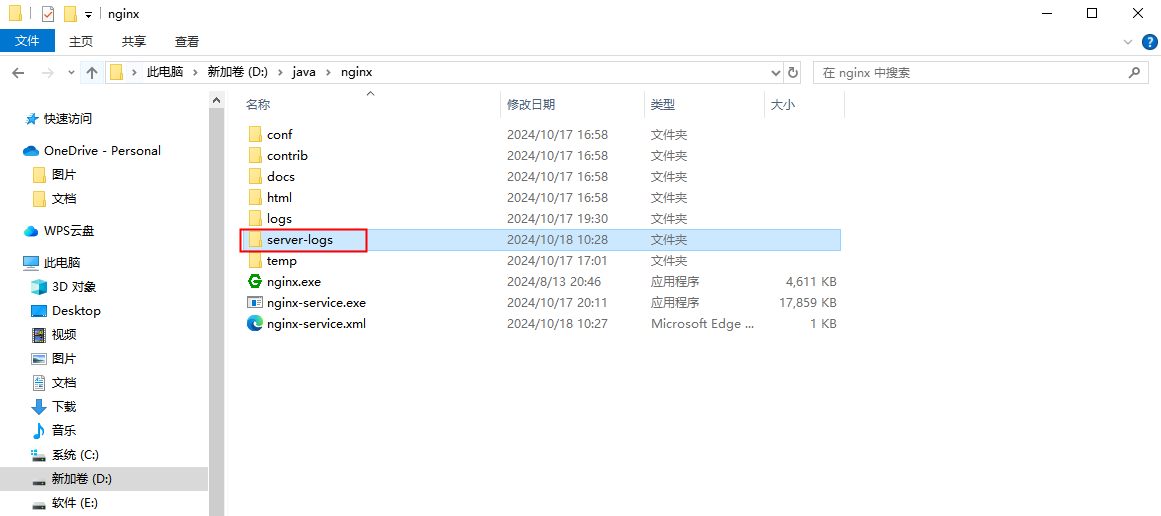 nginx
文件 主页 共享 查看
此电脑 新加卷 (D:) java nginx 在 nginx 中搜索
名称 修改日期 类型 大小
快速访问
OneDrive - Personal
图片
文档
WPS云盘
此电脑
3D 对象
Desktop
视频
图片
文档
下载
音乐
系统 (C:)
新加卷 (D:)
软件 (E:)
conf 2024/10/17 16:58 文件夹
contrib 2024/10/17 16:58 文件夹
docs 2024/10/17 16:58 文件夹
html 2024/10/17 16:58 文件夹
logs 2024/10/17 19:30 文件夹
server-logs 2024/10/18 10:28 文件夹
temp 2024/10/17 17:01 文件夹
nginx.exe 2024/8/13 20:46 应用程序 4,611 KB
nginx-service.exe 2024/10/17 20:11 应用程序 17,859 KB
nginx-service.xml 2024/10/18 10:27 Microsoft Edge ... 1 KB